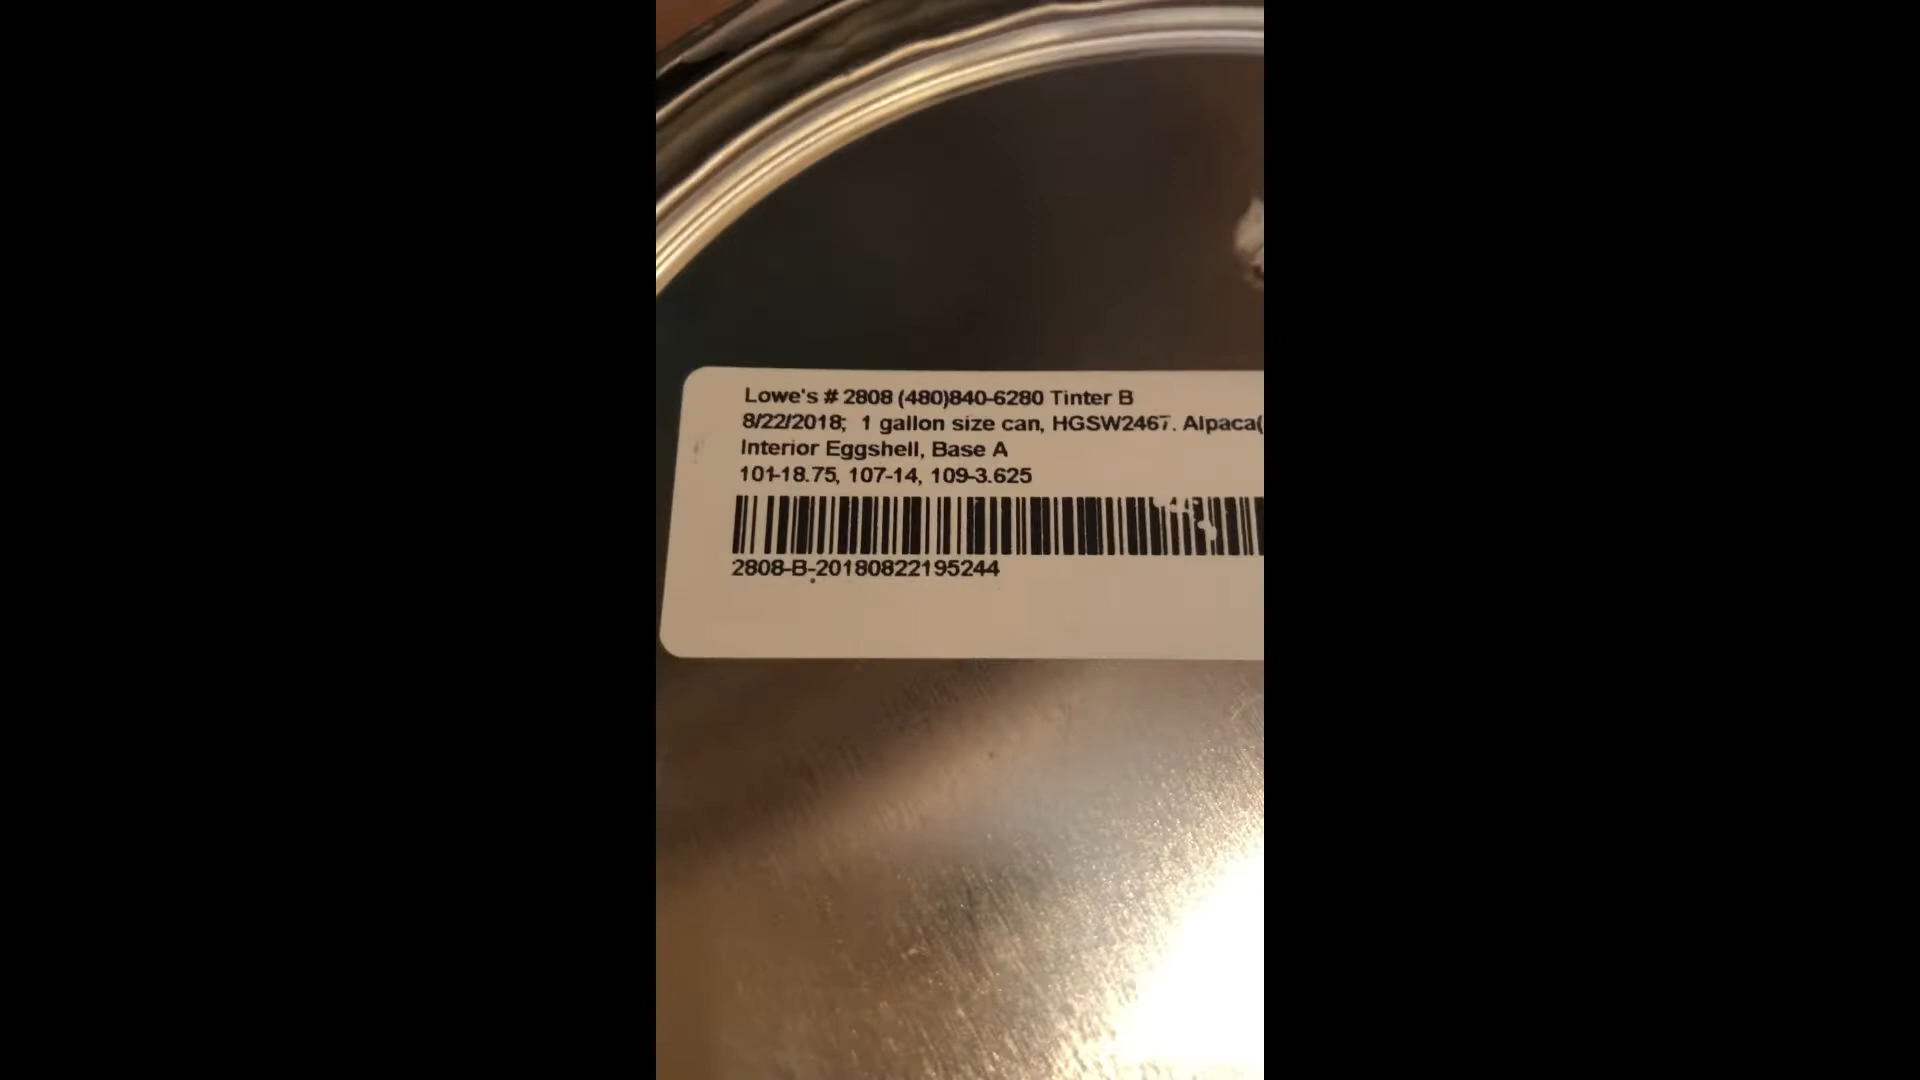 Lowe's # 2808 (480)840-6280 Tinter B
8/22/2018; 1 gallon size can, HGSW2467. Alpaca(
Interior Eggshell, Base A
101-18.75, 107-14, 109-3.625
2808-B-20180822195244